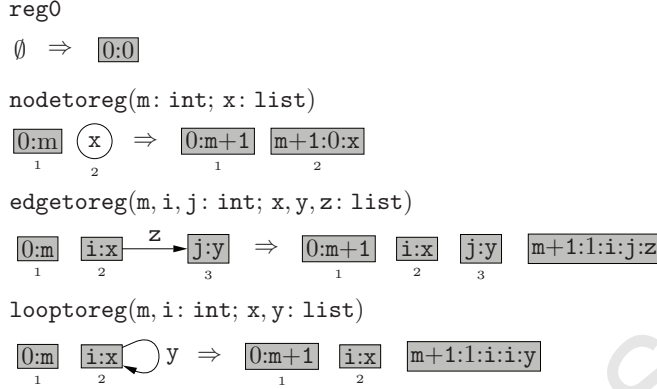 reg0
∅ ⇒ 0:0
nodetoreg(m: int; x: list)
0:m x ⇒ 0:m+1 m+1:0:x
1 2 1 2
edgetoreg(m, i, j: int; x, y, z: list)
0:m i:x z j:y ⇒ 0:m+1 i:x j:y m+1:1:i:j:z
1 2 3 1 2 3
looptoreg(m, i: int; x, y: list)
0:m i:x y ⇒ 0:m+1 i:x m+1:1:i:i:y
1 2 1 2